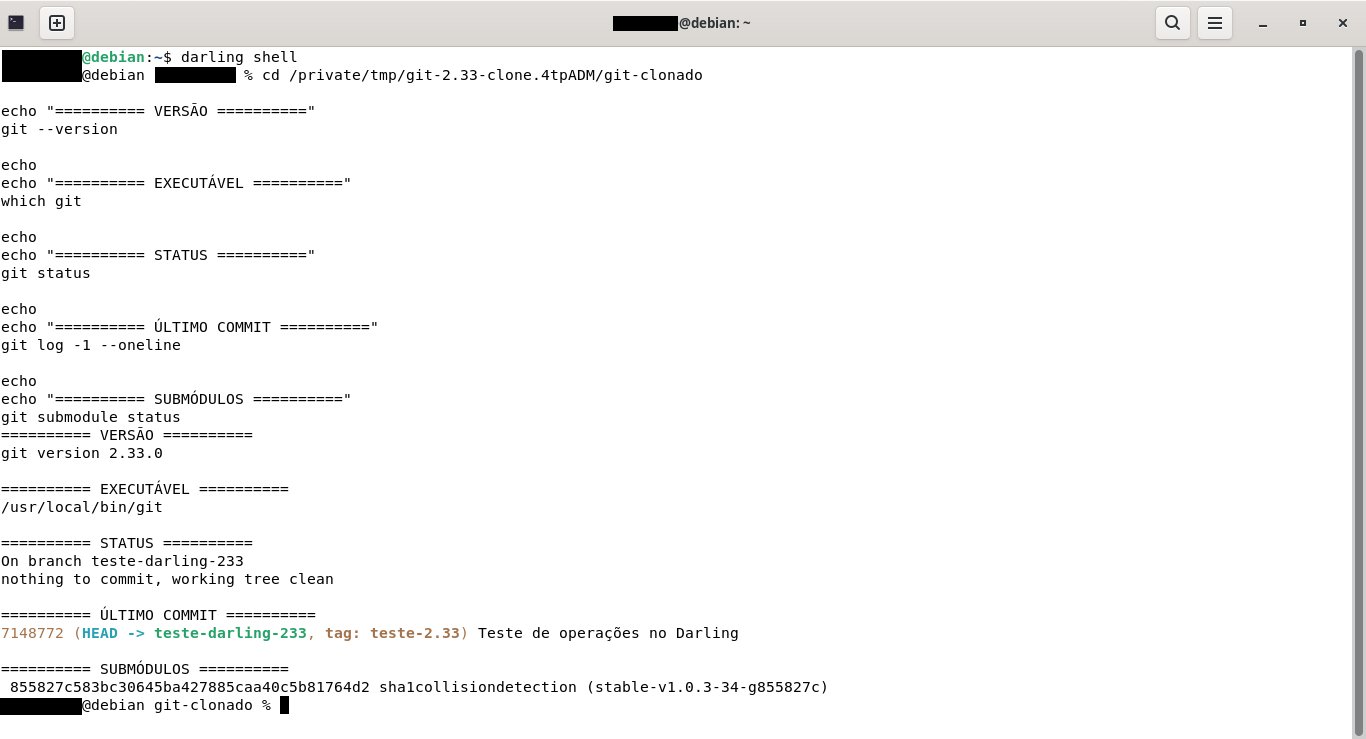 @debian: ~
@debian:~$ darling shell
@debian % cd /private/tmp/git-2.33-clone.4tpADM/git-clonado
echo "========== VERSÃO =========="
git --version
echo
echo "========== EXECUTÁVEL =========="
which git
echo
echo "========== STATUS =========="
git status
echo
echo "========== ÚLTIMO COMMIT =========="
git log -1 --oneline
echo
echo "========== SUBMÓDULOS =========="
git submodule status
========== VERSÃO ==========
git version 2.33.0
========== EXECUTÁVEL ==========
/usr/local/bin/git
========== STATUS ==========
On branch teste-darling-233
nothing to commit, working tree clean
========== ÚLTIMO COMMIT ==========
7148772 (HEAD -> teste-darling-233, tag: teste-2.33) Teste de operações no Darling
========== SUBMÓDULOS ==========
 855827c583bc30645ba427885caa40c5b81764d2 sha1collisiondetection (stable-v1.0.3-34-g855827c)
@debian git-clonado %